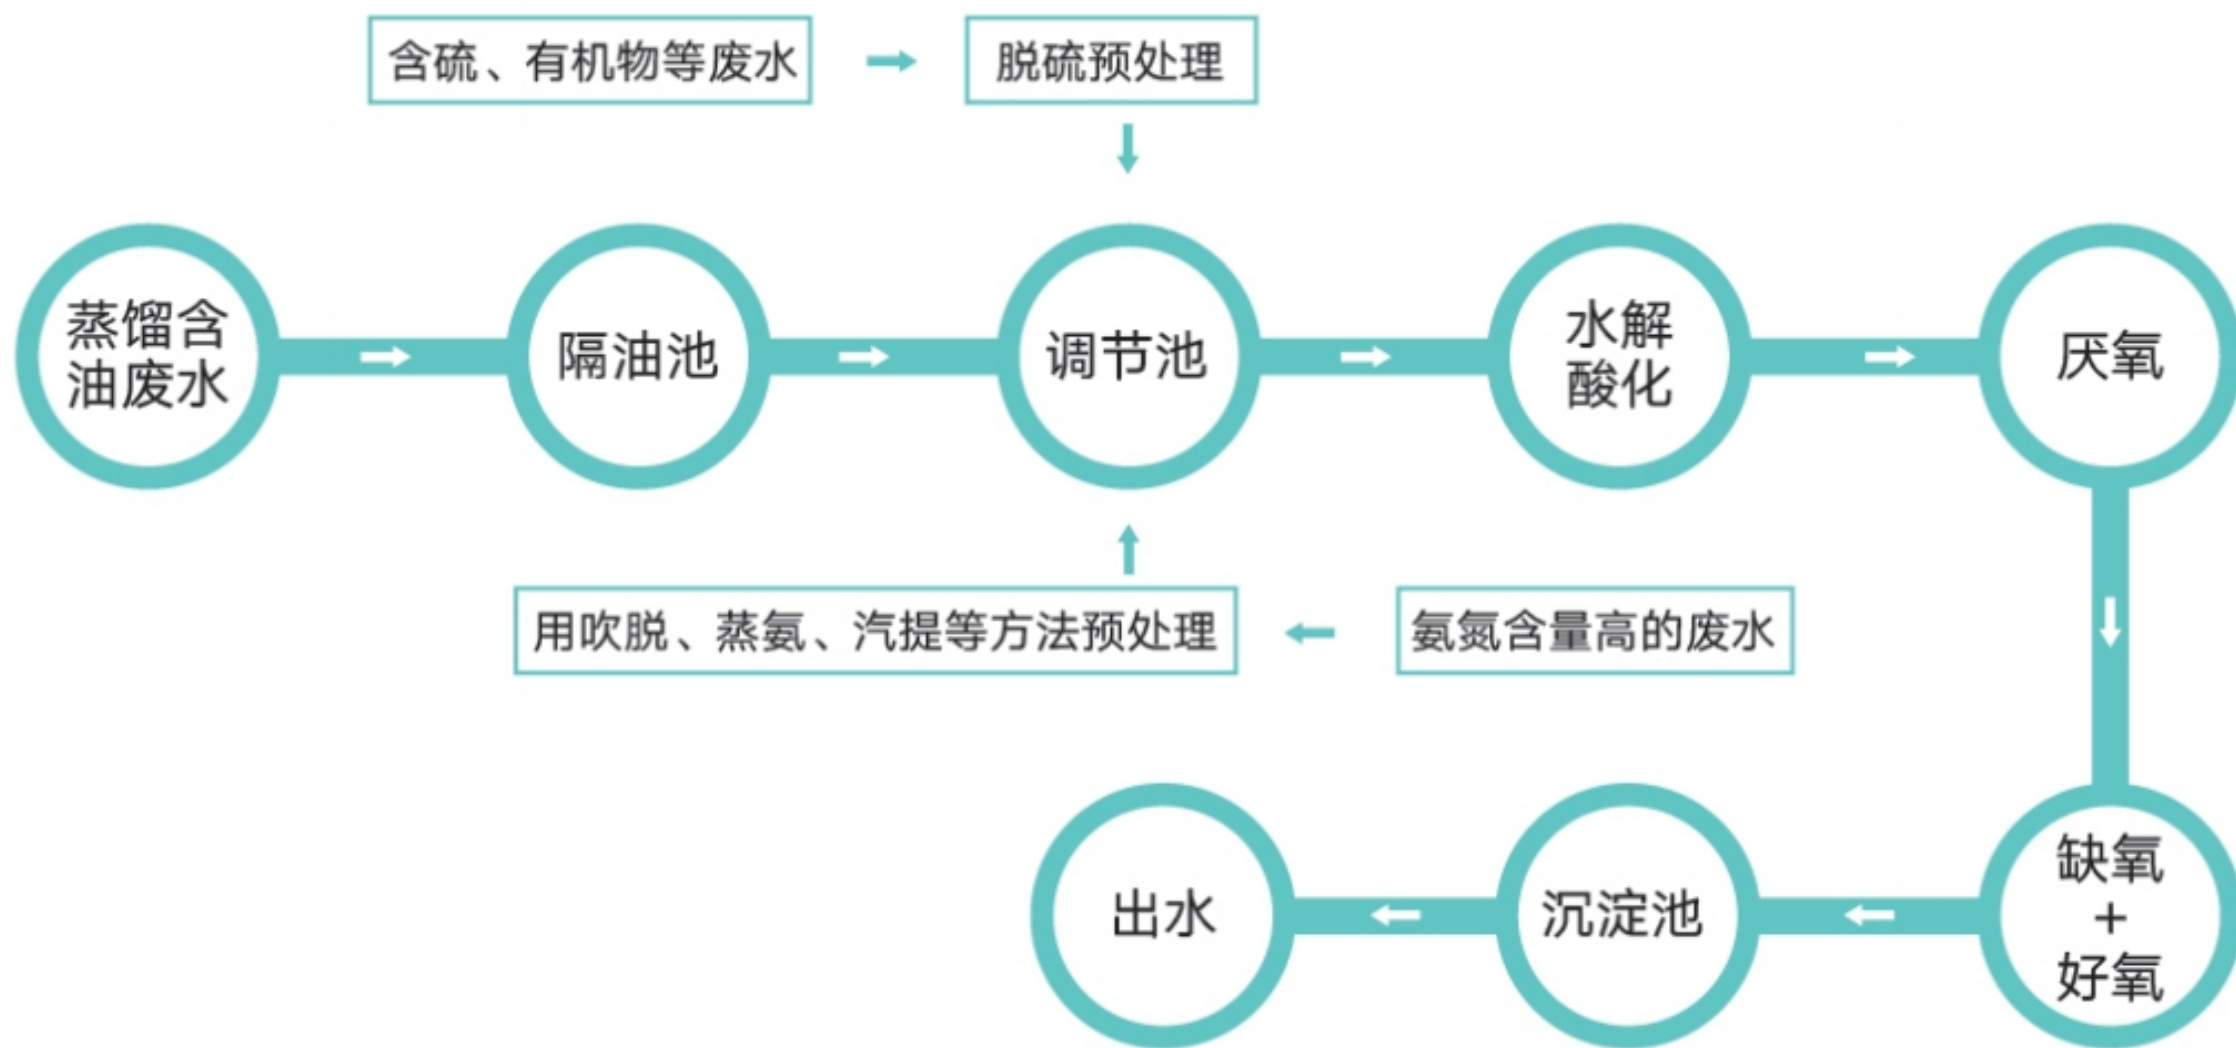 含硫、有机物等废水
脱硫预处理
蒸馏含
油废水
隔油池
调节池
水解
酸化
厌氧
用吹脱、蒸氨、汽提等方法预处理
氨氮含量高的废水
出水
沉淀池
缺氧
+
好氧